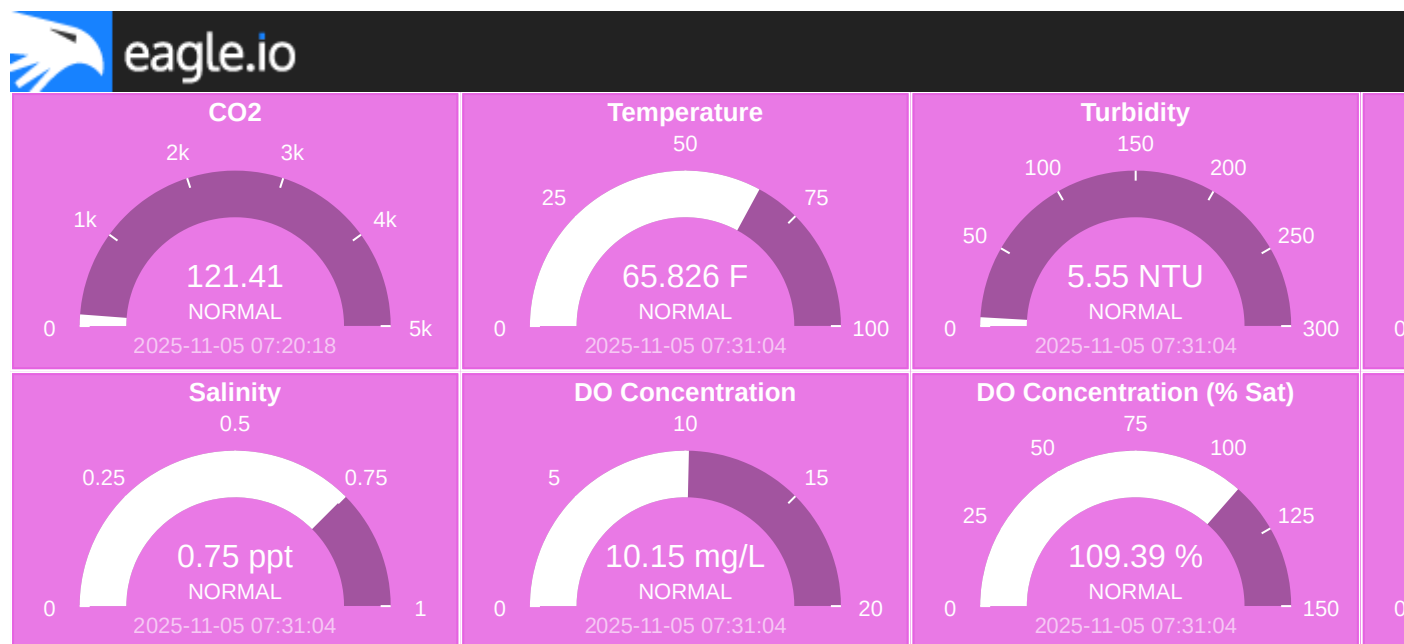 eagle.io
CO2
0
1k
2k
3k
4k
5k
121.41
NORMAL
2025-11-05 07:20:18
Temperature
0
25
50
75
100
65.826 F
NORMAL
2025-11-05 07:31:04
Turbidity
0
50
100
150
200
250
300
5.55 NTU
NORMAL
2025-11-05 07:31:04
0
Salinity
0
0.25
0.5
0.75
1
0.75 ppt
NORMAL
2025-11-05 07:31:04
DO Concentration
0
5
10
15
20
10.15 mg/L
NORMAL
2025-11-05 07:31:04
DO Concentration (% Sat)
0
25
50
75
100
125
150
109.39 %
NORMAL
2025-11-05 07:31:04
0